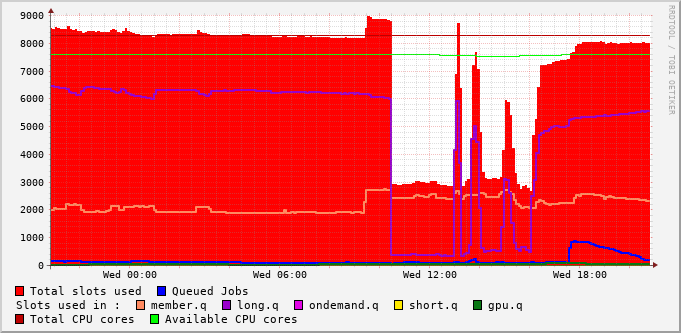 9000
8000
7000
6000
5000
4000
3000
2000
1000
0
Wed 00:00 Wed 06:00 Wed 12:00 Wed 18:00
Total slots used Queued Jobs
Slots used in : member.q long.q ondemand.q short.q gpu.q
Total CPU cores Available CPU cores
RRDTOOL / TOBI OETIKER